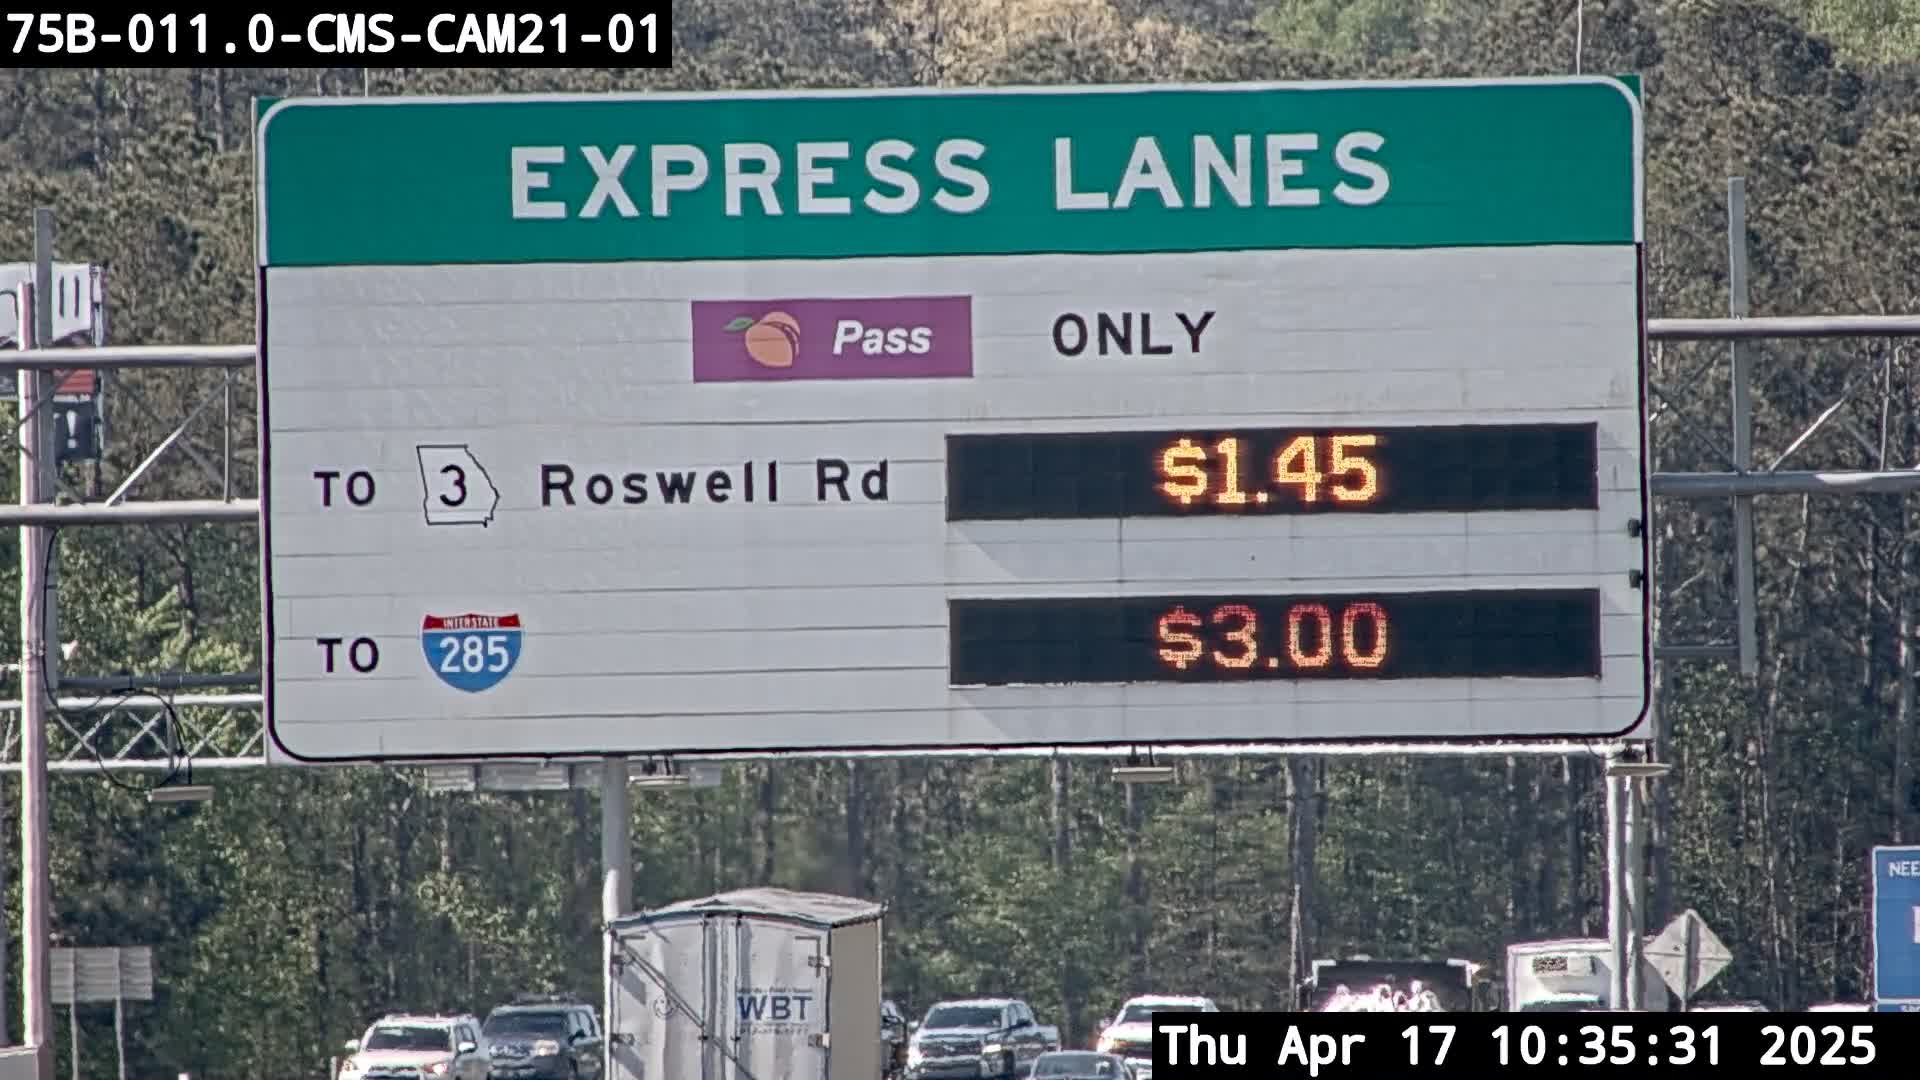 75B-011.0-CMS-CAM21-01
EXPRESS LANES
Pass ONLY
TO 3 Roswell Rd $1.45
TO INTERSTATE 285 $3.00
WBT
NEE
Thu Apr 17 10:35:31 2025